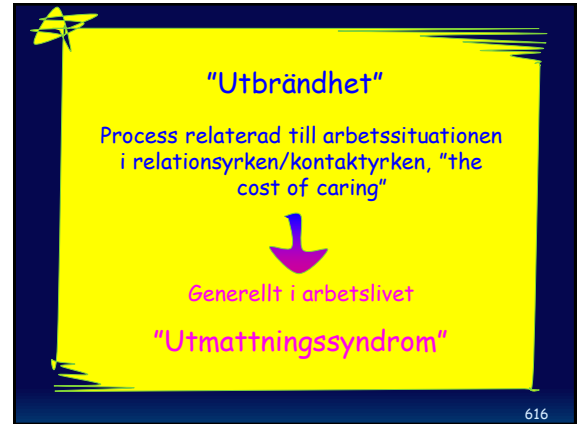 ”Utbrändhet”
Process relaterad till arbetssituationen
i relationsyrken/kontaktyrken, ”the
cost of caring”
Generellt i arbetslivet
”Utmattningssyndrom”
616